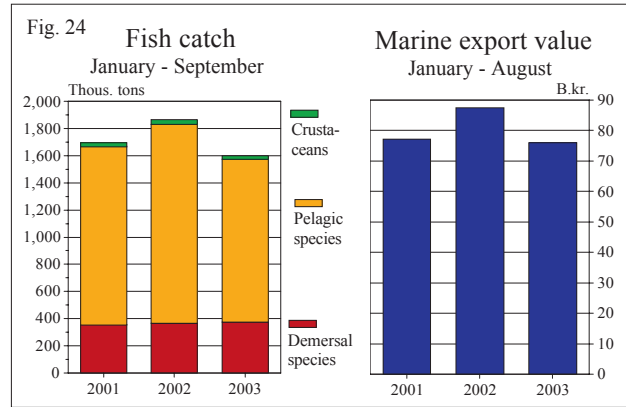 Fig. 24
Fish catch
January - September
Thous. tons
2,000
1,800
1,600
1,400
1,200
1,000
800
600
400
200
0
2001
2002
2003
Crusta-
ceans
Pelagic
species
Demersal
species
Marine export value
January - August
B.kr.
90
80
70
60
50
40
30
20
10
0
2001
2002
2003